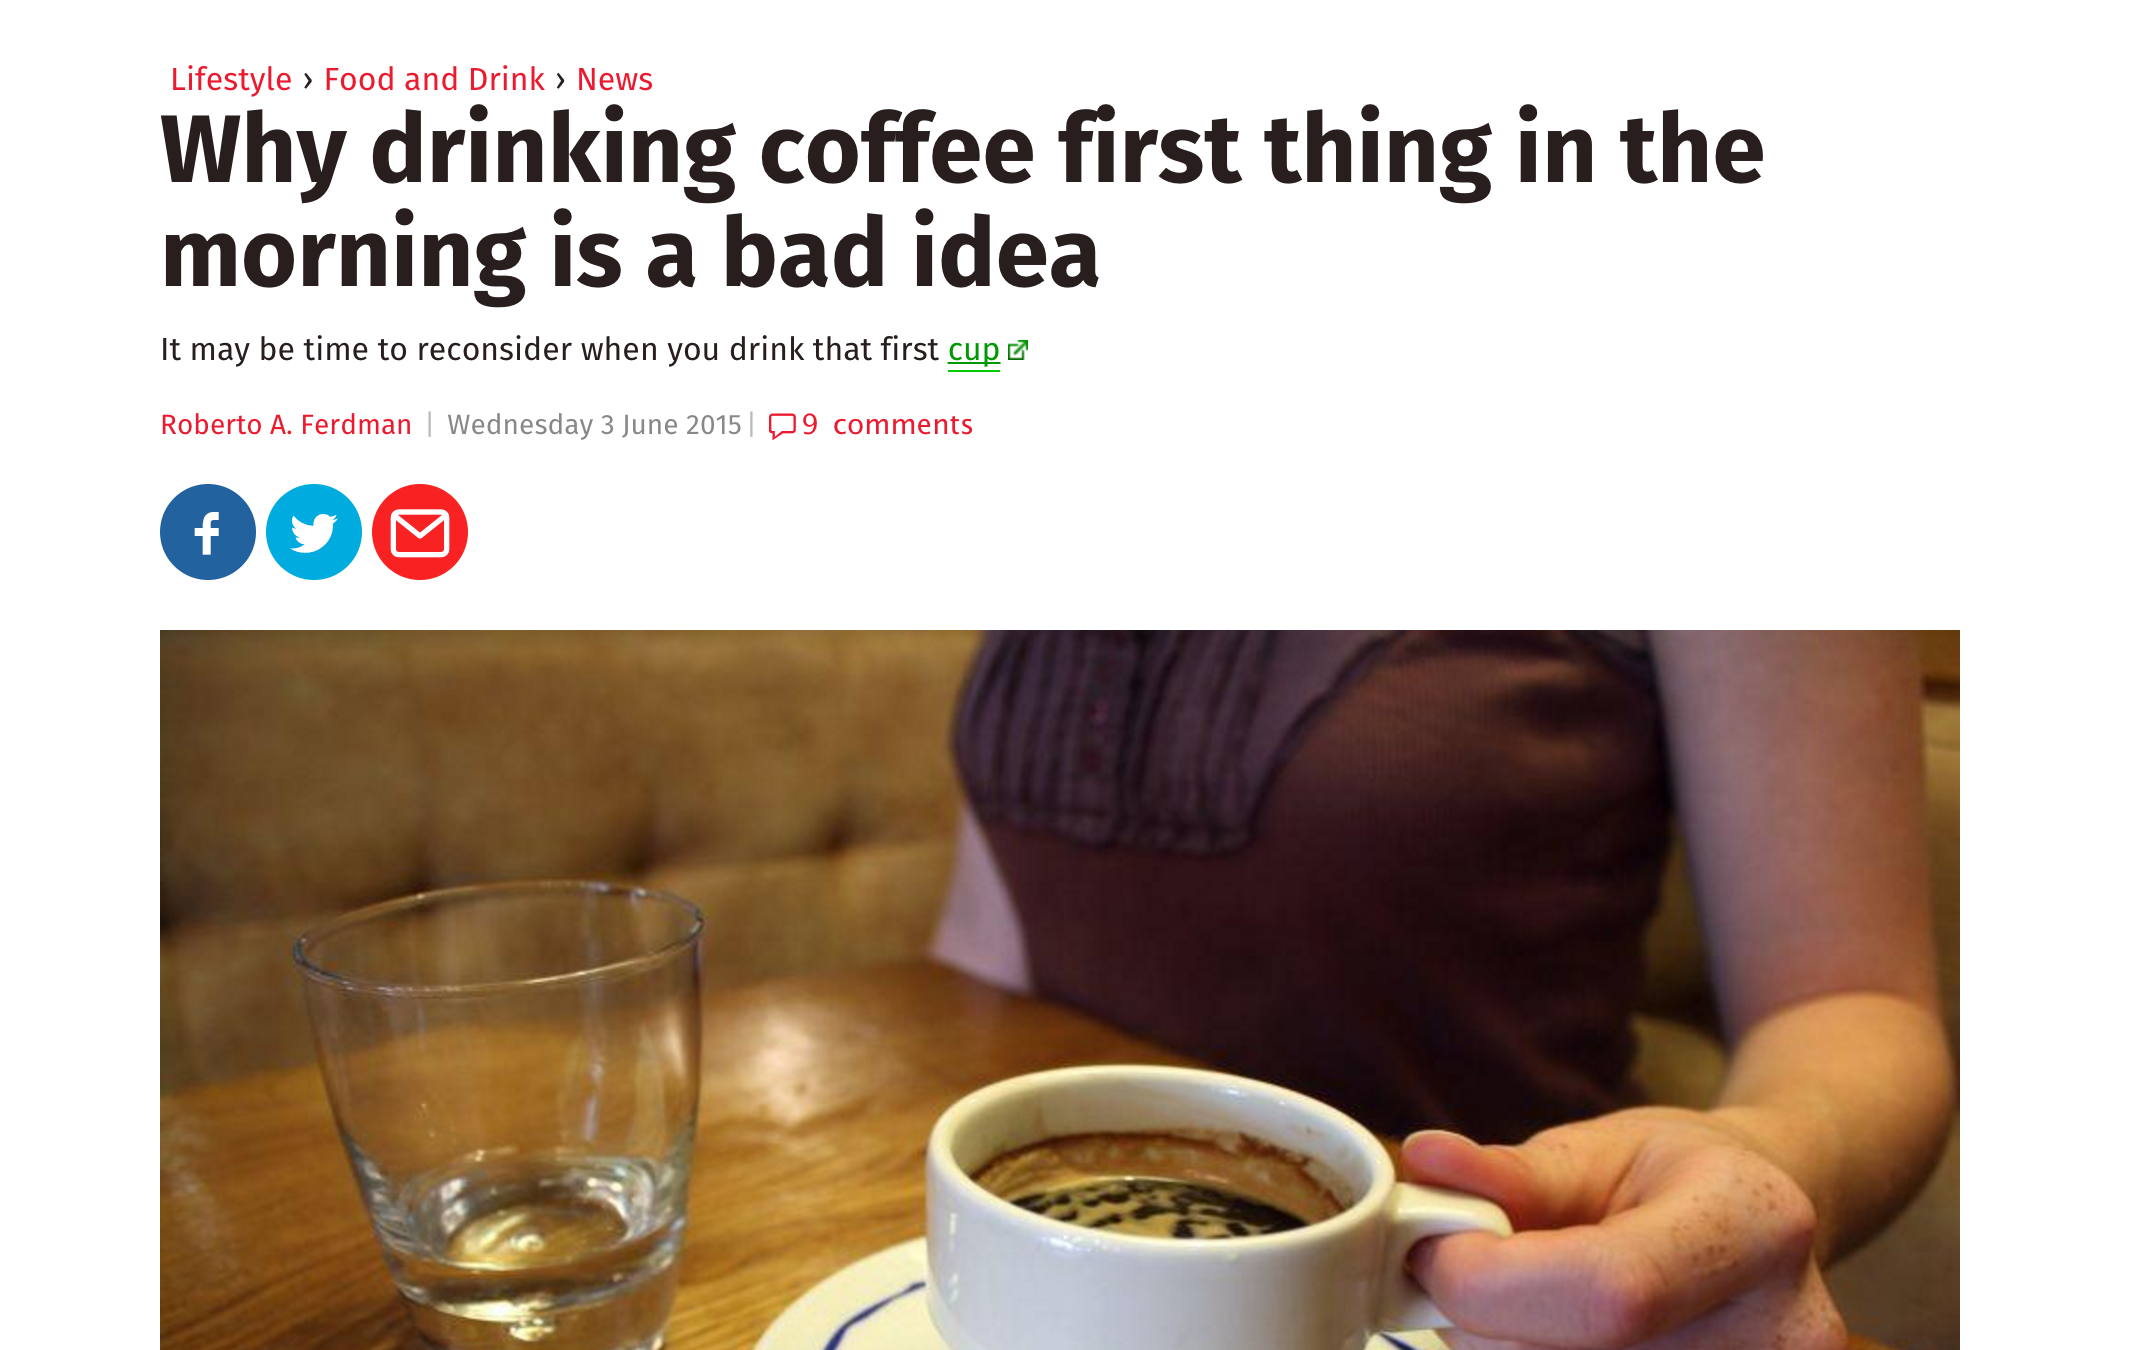 Lifestyle › Food and Drink › News
Why drinking coffee first thing in the
morning is a bad idea
It may be time to reconsider when you drink that first cup
Roberto A. Ferdman | Wednesday 3 June 2015 | 9 comments